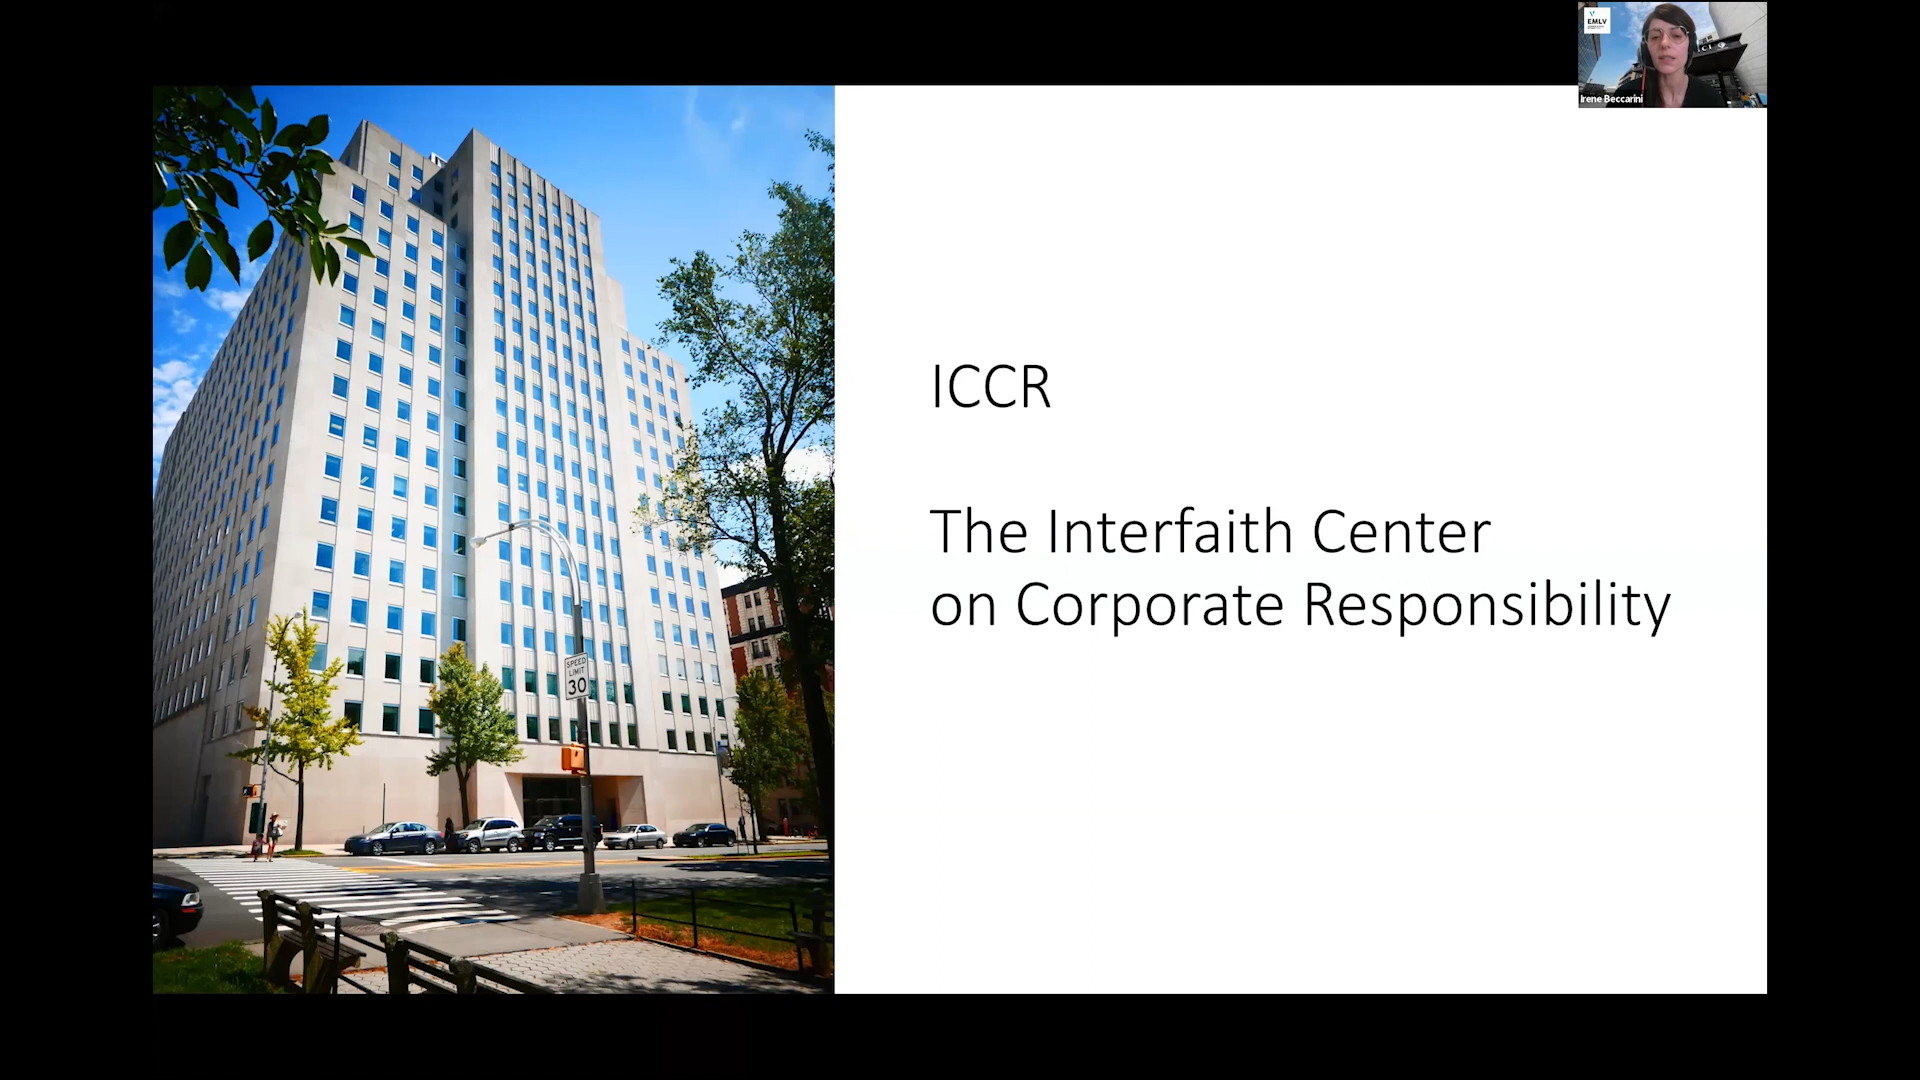 EMLV
Irene Beccarini
ICCR
The Interfaith Center
on Corporate Responsibility
SPEED
LIMIT
30